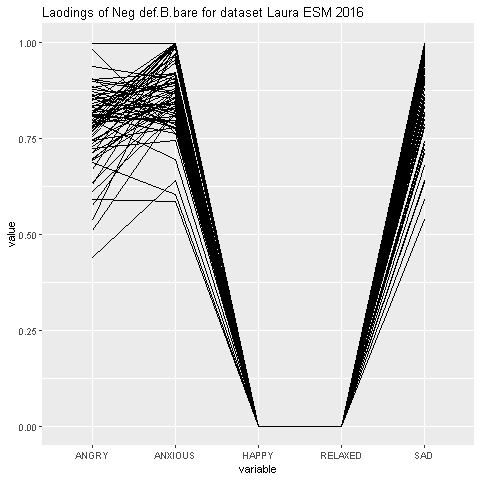 Laodings of Neg def.B.bare for dataset Laura ESM 2016
1.00
0.75
value
0.50
0.25
0.00
ANGRY ANXIOUS HAPPY RELAXED SAD
variable